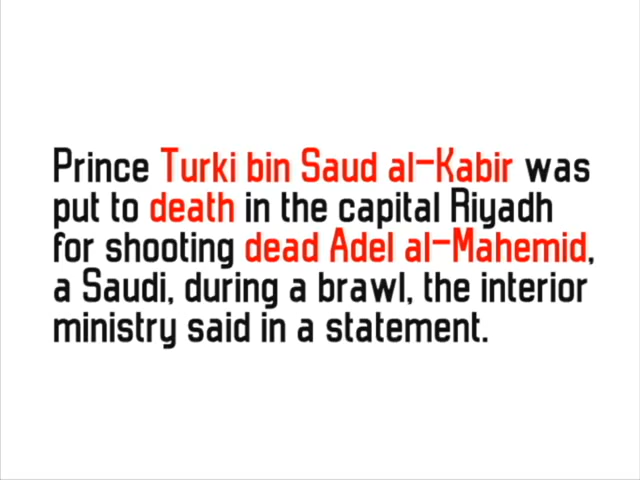 Prince Turki bin Saud al-Kabir was
put to death in the capital Riyadh
for shooting dead Adel al-Mahemid,
a Saudi, during a brawl, the interior
ministry said in a statement.